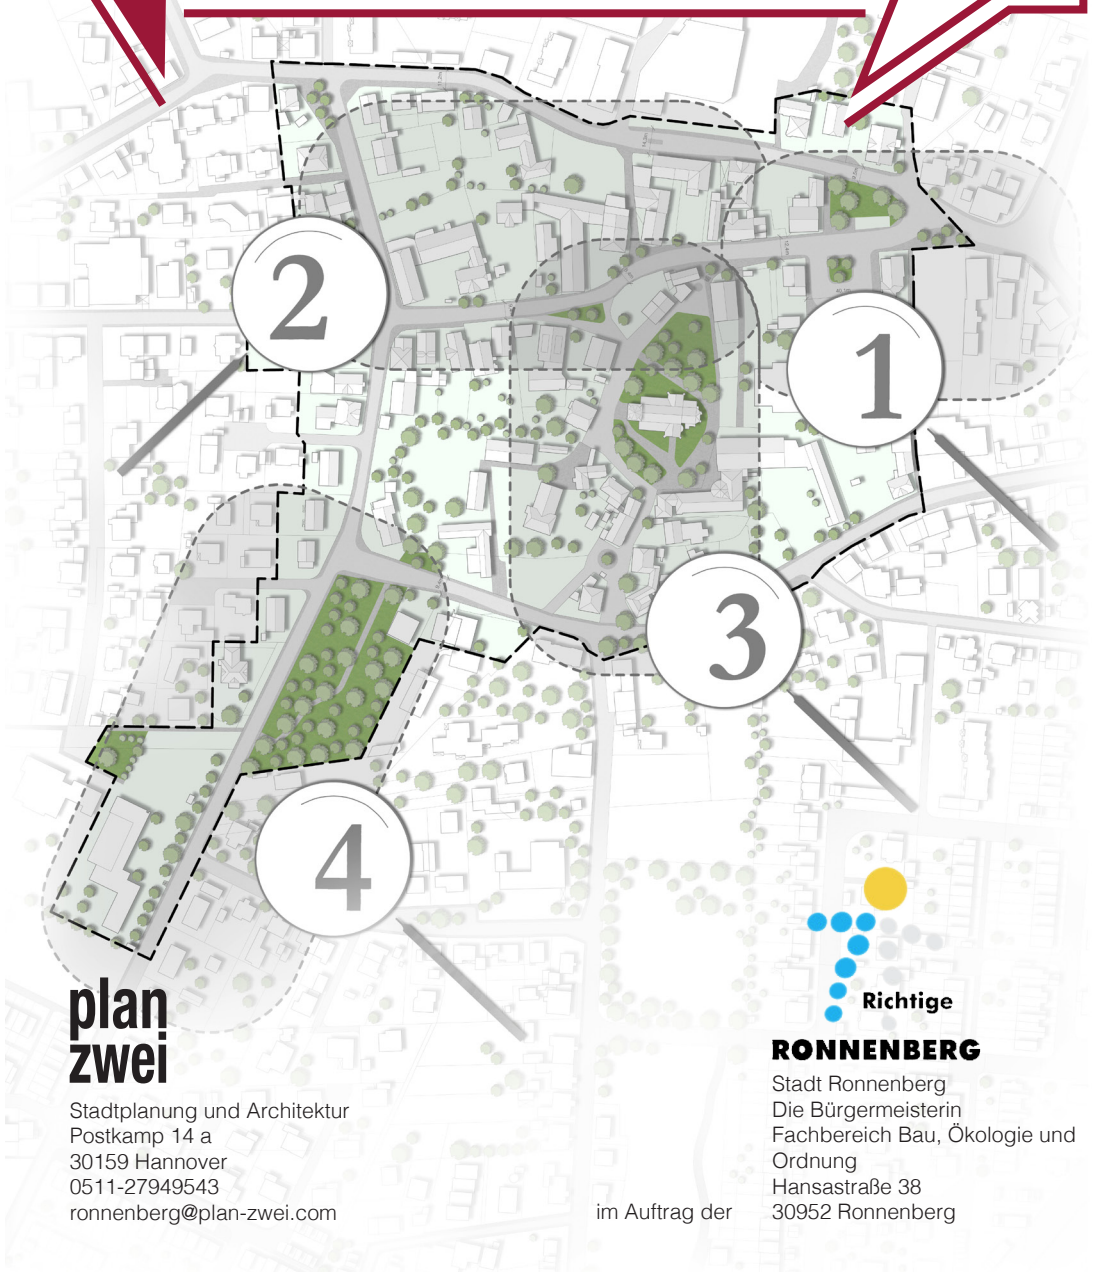 2
1
3
4
plan
zwei
Stadtplanung und Architektur
Postkamp 14 a
30159 Hannover
0511-27949543
ronnenberg@plan-zwei.com
im Auftrag der
Richtige
RONNENBERG
Stadt Ronnenberg
Die Bürgermeisterin
Fachbereich Bau, Ökologie und
Ordnung
Hansastraße 38
30952 Ronnenberg